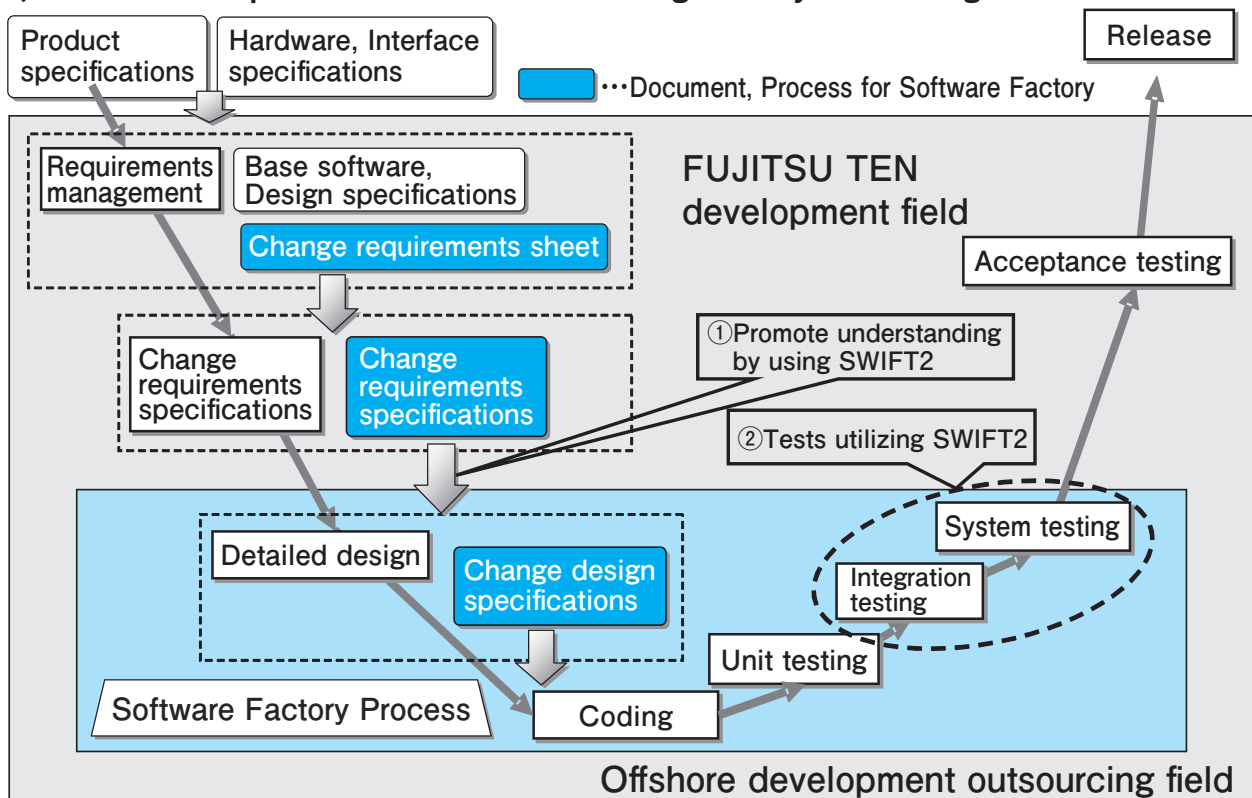 Product
specifications
Hardware, Interface
specifications
Release
…Document, Process for Software Factory
Requirements
management
Base software,
Design specifications
FUJITSU TEN
development field
Change requirements sheet
Acceptance testing
Change
requirements
specifications
Change
requirements
specifications
①Promote understanding
by using SWIFT2
②Tests utilizing SWIFT2
System testing
Detailed design
Change design
specifications
Integration
testing
Unit testing
Software Factory Process
Coding
Offshore development outsourcing field